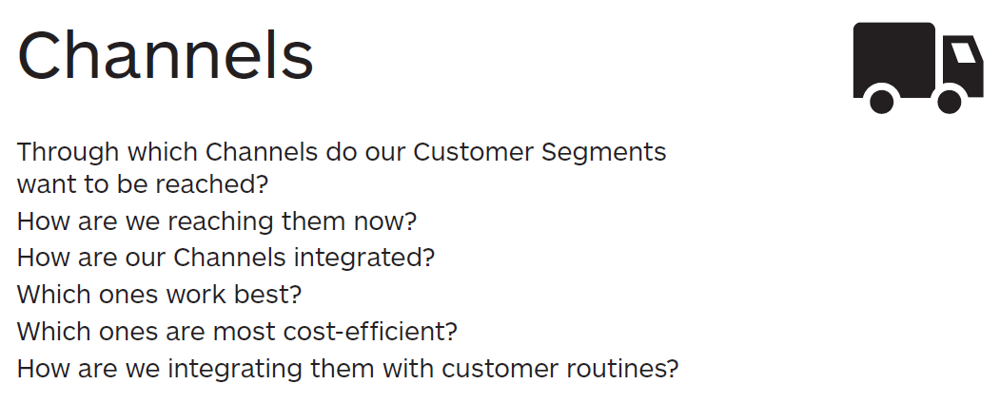 Channels
Through which Channels do our Customer Segments
want to be reached?
How are we reaching them now?
How are our Channels integrated?
Which ones work best?
Which ones are most cost-efficient?
How are we integrating them with customer routines?